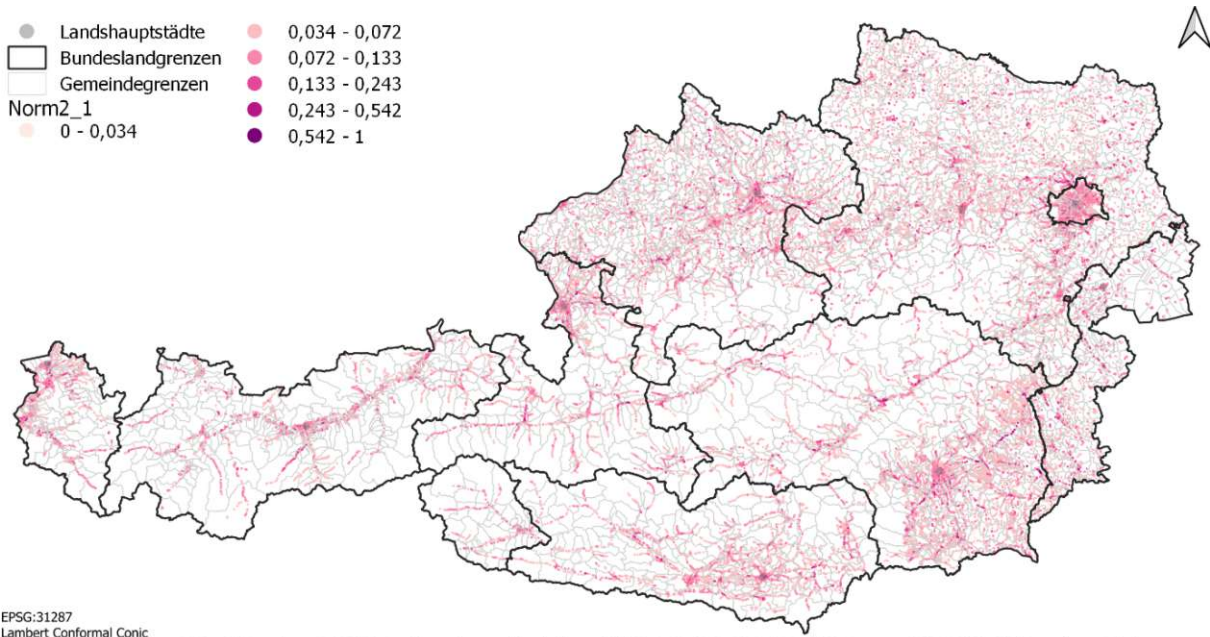 Landshauptstädte
Bundeslandgrenzen
Gemeindegrenzen
Norm2_1
0 - 0,034
0,034 - 0,072
0,072 - 0,133
0,133 - 0,243
0,243 - 0,542
0,542 - 1
EPSG:31287
Lambert Conformal Conic